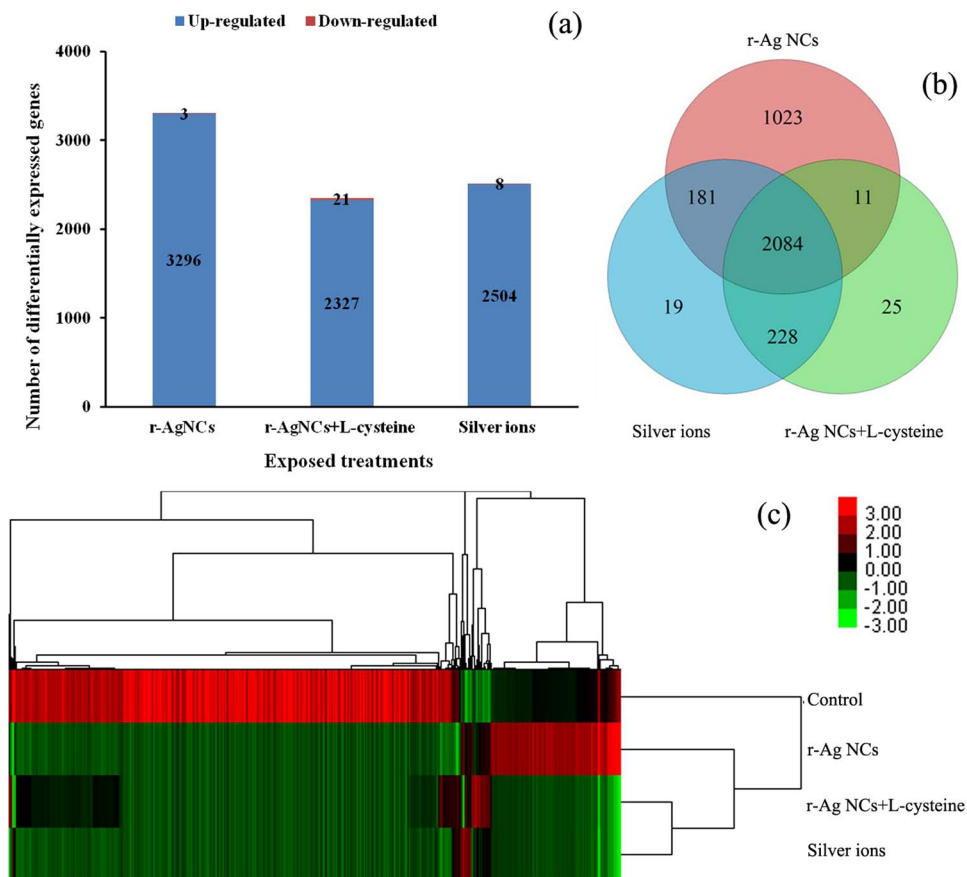 Up-regulated Down-regulated
(a)
4000
3000
2000
1000
0
Number of differentially expressed genes
3
3296
21
2327
8
2504
r-AgNCs r-AgNCs+L-cysteine Silver ions
Exposed treatments
r-Ag NCs
(b)
1023
181
11
2084
19
25
228
Silver ions
r-Ag NCs+L-cysteine
(c)
3.00
2.00
1.00
0.00
-1.00
-2.00
-3.00
Control
r-Ag NCs
r-Ag NCs+L-cysteine
Silver ions